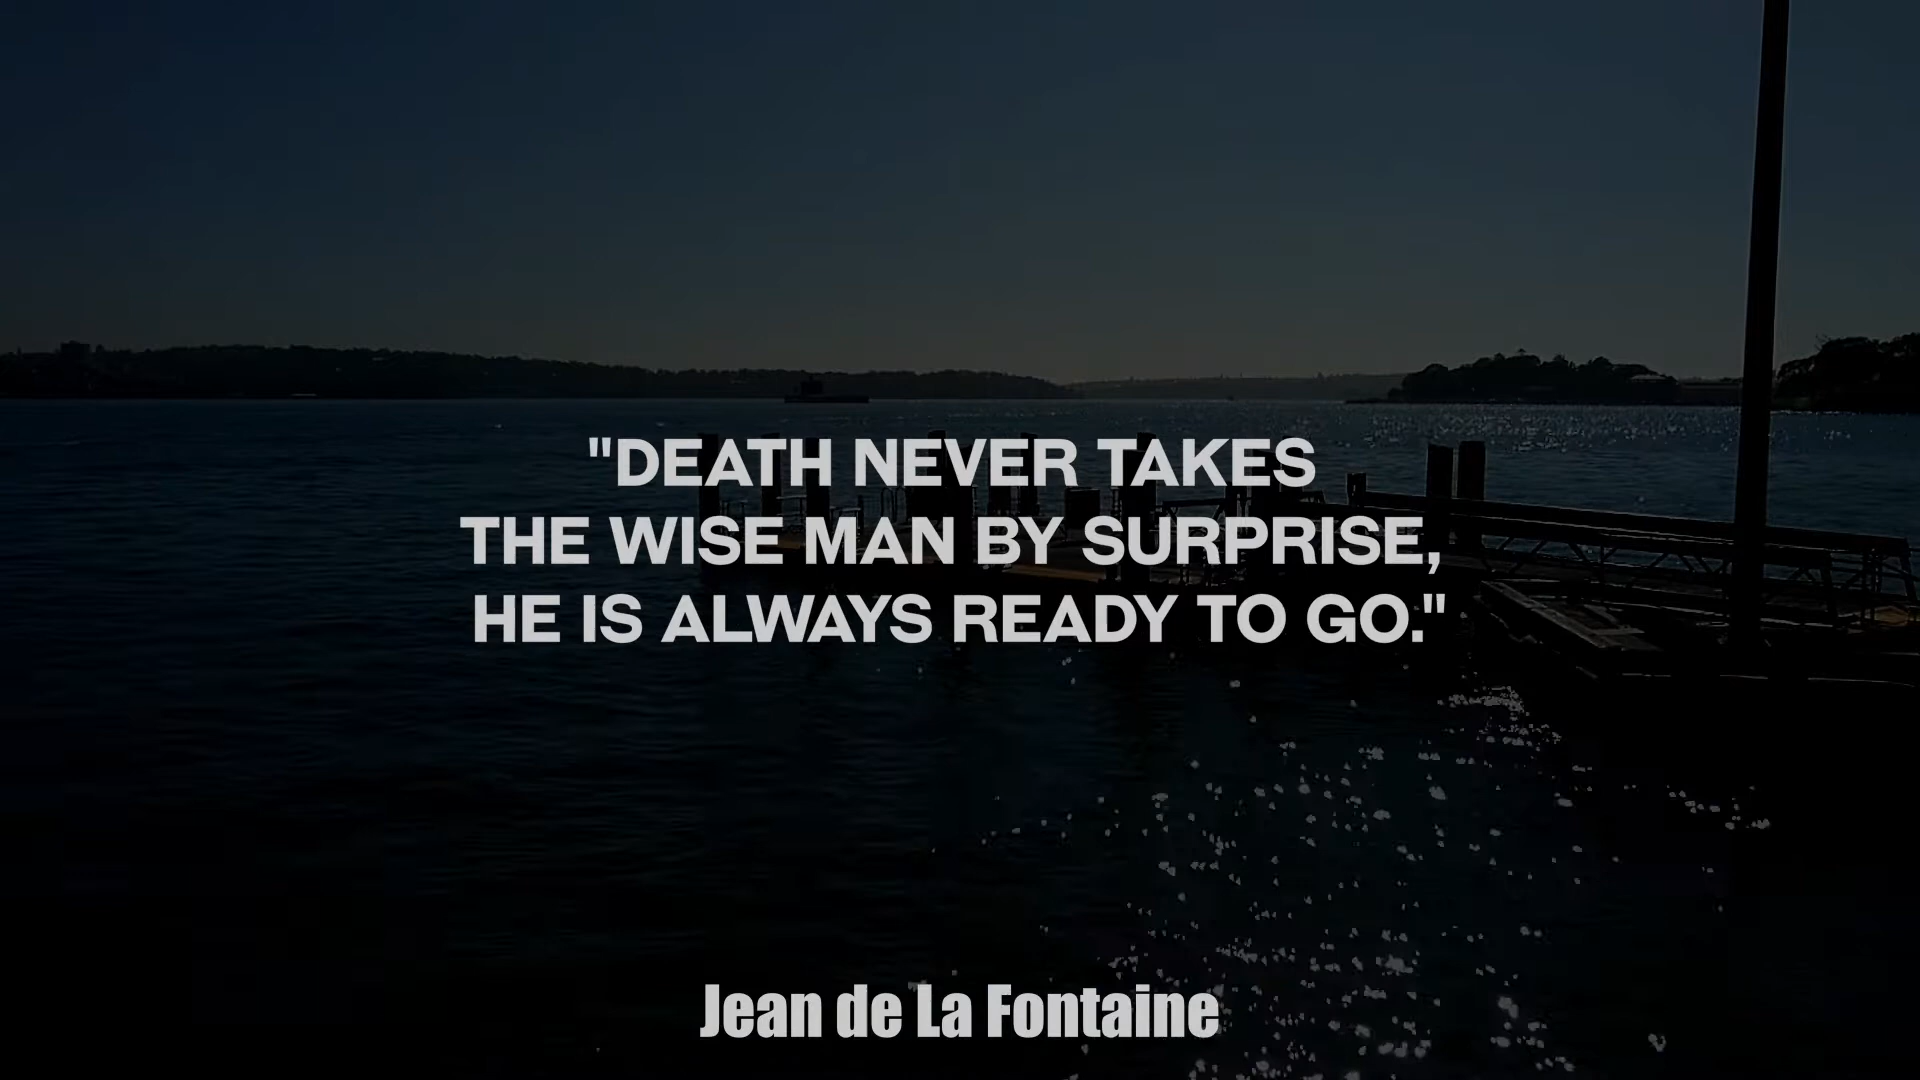 "DEATH NEVER TAKES
THE WISE MAN BY SURPRISE,
HE IS ALWAYS READY TO GO."
Jean de La Fontaine